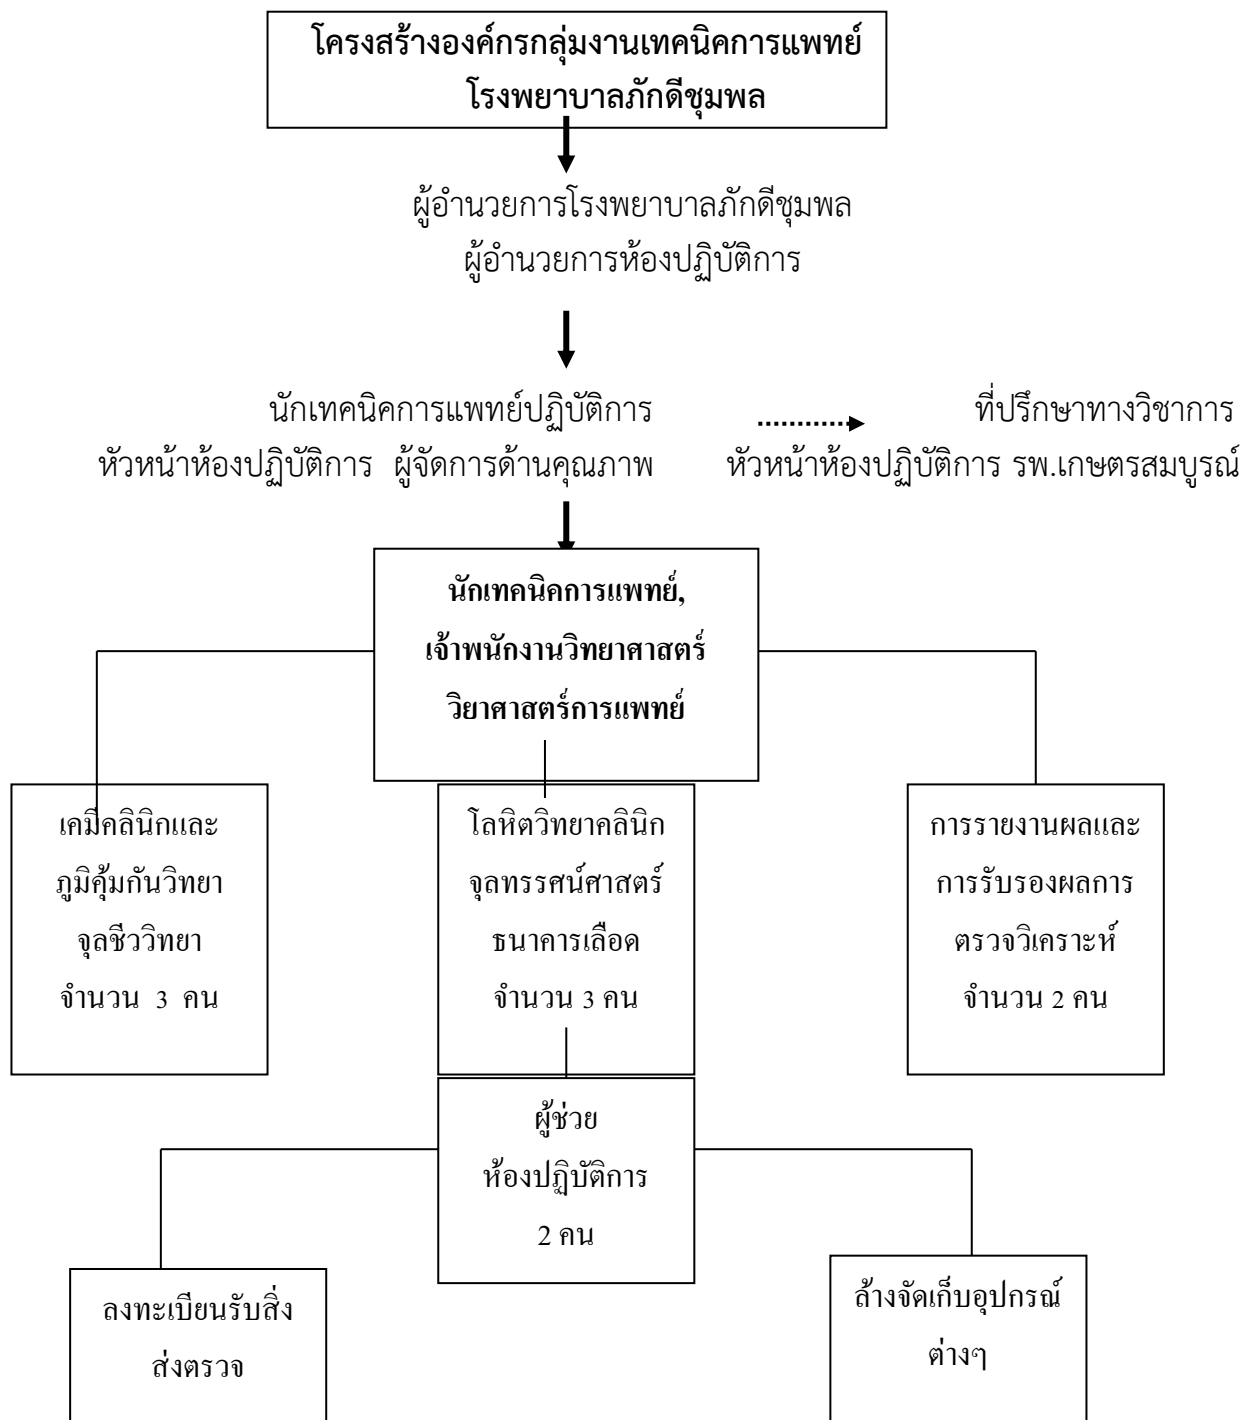 โครงสร้างองค์กรกลุ่มงานเทคนิคการแพทย์
โรงพยาบาลภักดีชุมพล
ผู้อำนวยการโรงพยาบาลภักดีชุมพล
ผู้อำนวยการห้องปฏิบัติการ
นักเทคนิคการแพทย์ปฏิบัติการ
หัวหน้าห้องปฏิบัติการ ผู้จัดการด้านคุณภาพ
ที่ปรึกษาทางวิชาการ
หัวหน้าห้องปฏิบัติการ รพ.เกษตรสมบูรณ์
นักเทคนิคการแพทย์,
เจ้าพนักงานวิทยาศาสตร์
วิยาศาสตร์การแพทย์
เคมีคลินิกและ
ภูมิคุ้มกันวิทยา
จุลชีววิทยา
จำนวน 3 คน
โลหิตวิทยาคลินิก
จุลทรรศน์ศาสตร์
ธนาคารเลือด
จำนวน 3 คน
การรายงานผลและ
การรับรองผลการ
ตรวจวิเคราะห์
จำนวน 2 คน
ผู้ช่วย
ห้องปฏิบัติการ
2 คน
ลงทะเบียนรับสิ่ง
ส่งตรวจ
ล้างจัดเก็บอุปกรณ์
ต่างๆ